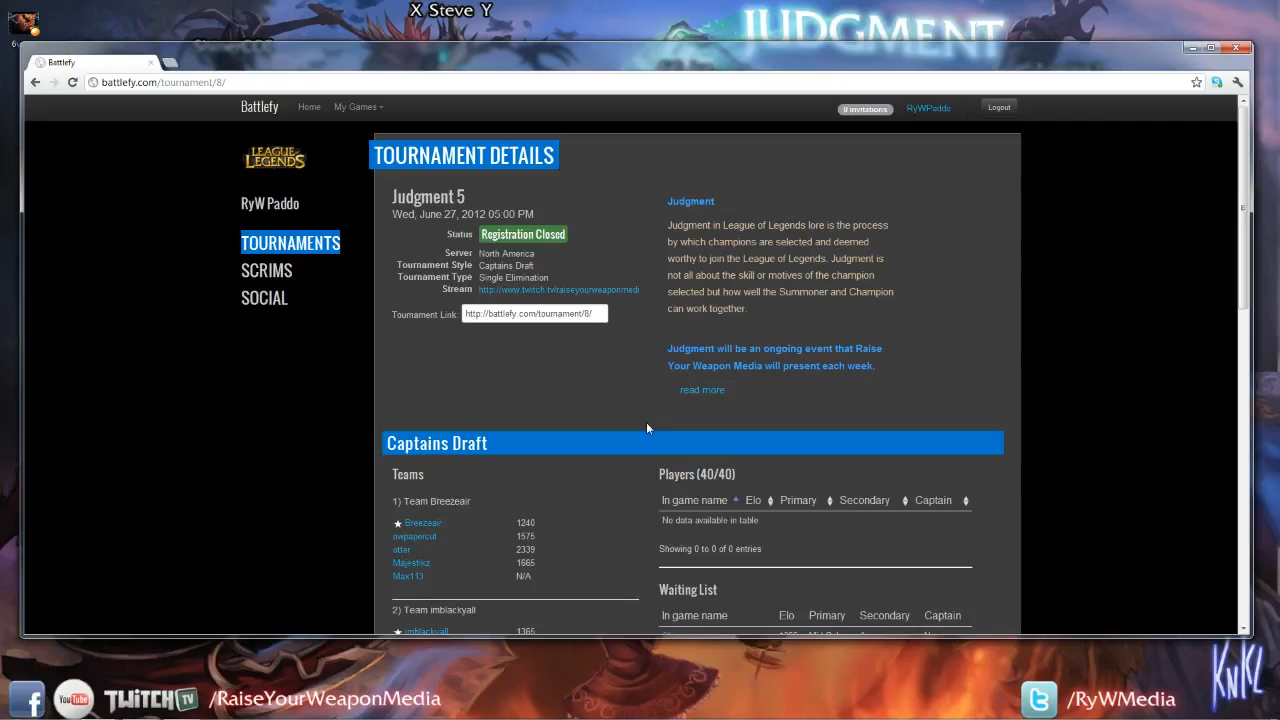 X Steve Y
JUDGMENT
Battlefy
battlefy.com/tournament/8/
Battlefy Home My Games
0 invitations RyWPaddo Logout
LEAGUE OF LEGENDS
RyW Paddo
TOURNAMENTS
SCRIMS
SOCIAL
TOURNAMENT DETAILS
Judgment 5
Wed, June 27, 2012 05:00 PM
Status Registration Closed
Server North America
Tournament Style Captains Draft
Tournament Type Single Elimination
Stream http://www.twitch.tv/raiseyourweaponmedi
Tournament Link: http://battlefy.com/tournament/8/
Judgment
Judgment in League of Legends lore is the process
by which champions are selected and deemed
worthy to join the League of Legends. Judgment is
not all about the skill or motives of the champion
selected but how well the Summoner and Champion
can work together.
Judgment will be an ongoing event that Raise
Your Weapon Media will present each week.
read more
Captains Draft
Teams
1) Team Breezeair
Breezeair 1240
owpapercut 1575
otter 2339
Majestikz 1665
Max113 N/A
2) Team imblackyall
imblackyall 1365
Players (40/40)
In game name Elo Primary Secondary Captain
No data available in table
Showing 0 to 0 of 0 entries
Waiting List
In game name Elo Primary Secondary Captain
f You Tube TWITCH TV /RaiseYourWeaponMedia
/RyWMedia
KNKL